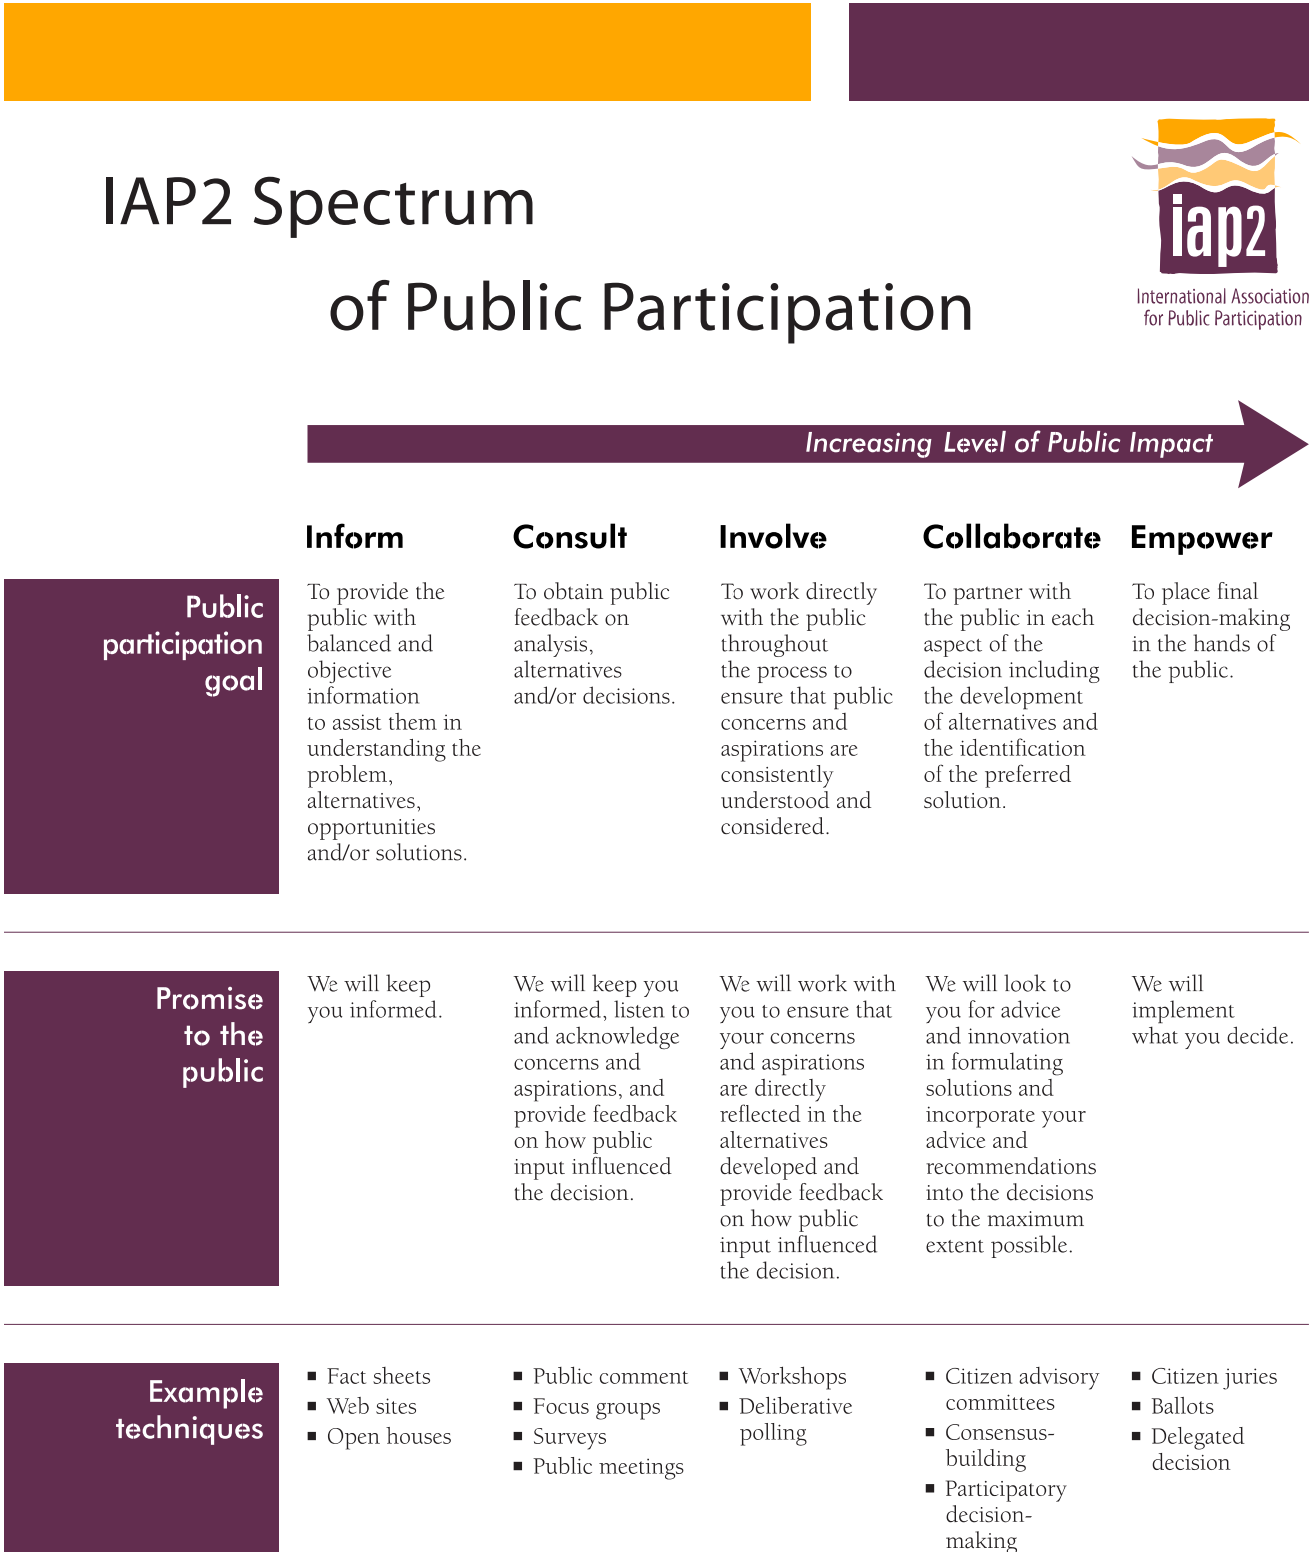 IAP2 Spectrum
of Public Participation
iap2
International Association
for Public Participation
Increasing Level of Public Impact
Inform
Consult
Involve
Collaborate
Empower
Public
participation
goal
To provide the
public with
balanced and
objective
information
to assist them in
understanding the
problem,
alternatives,
opportunities
and/or solutions.
To obtain public
feedback on
analysis,
alternatives
and/or decisions.
To work directly
with the public
throughout
the process to
ensure that public
concerns and
aspirations are
consistently
understood and
considered.
To partner with
the public in each
aspect of the
decision including
the development
of alternatives and
the identification
of the preferred
solution.
To place final
decision-making
in the hands of
the public.
Promise
to the
public
We will keep
you informed.
We will keep you
informed, listen to
and acknowledge
concerns and
aspirations, and
provide feedback
on how public
input influenced
the decision.
We will work with
you to ensure that
your concerns
and aspirations
are directly
reflected in the
alternatives
developed and
provide feedback
on how public
input influenced
the decision.
We will look to
you for advice
and innovation
in formulating
solutions and
incorporate your
advice and
recommendations
into the decisions
to the maximum
extent possible.
We will
implement
what you decide.
Example
techniques
▪ Fact sheets
▪ Web sites
▪ Open houses
▪ Public comment
▪ Focus groups
▪ Surveys
▪ Public meetings
▪ Workshops
▪ Deliberative
polling
▪ Citizen advisory
committees
▪ Consensus-
building
▪ Participatory
decision-
making
▪ Citizen juries
▪ Ballots
▪ Delegated
decision